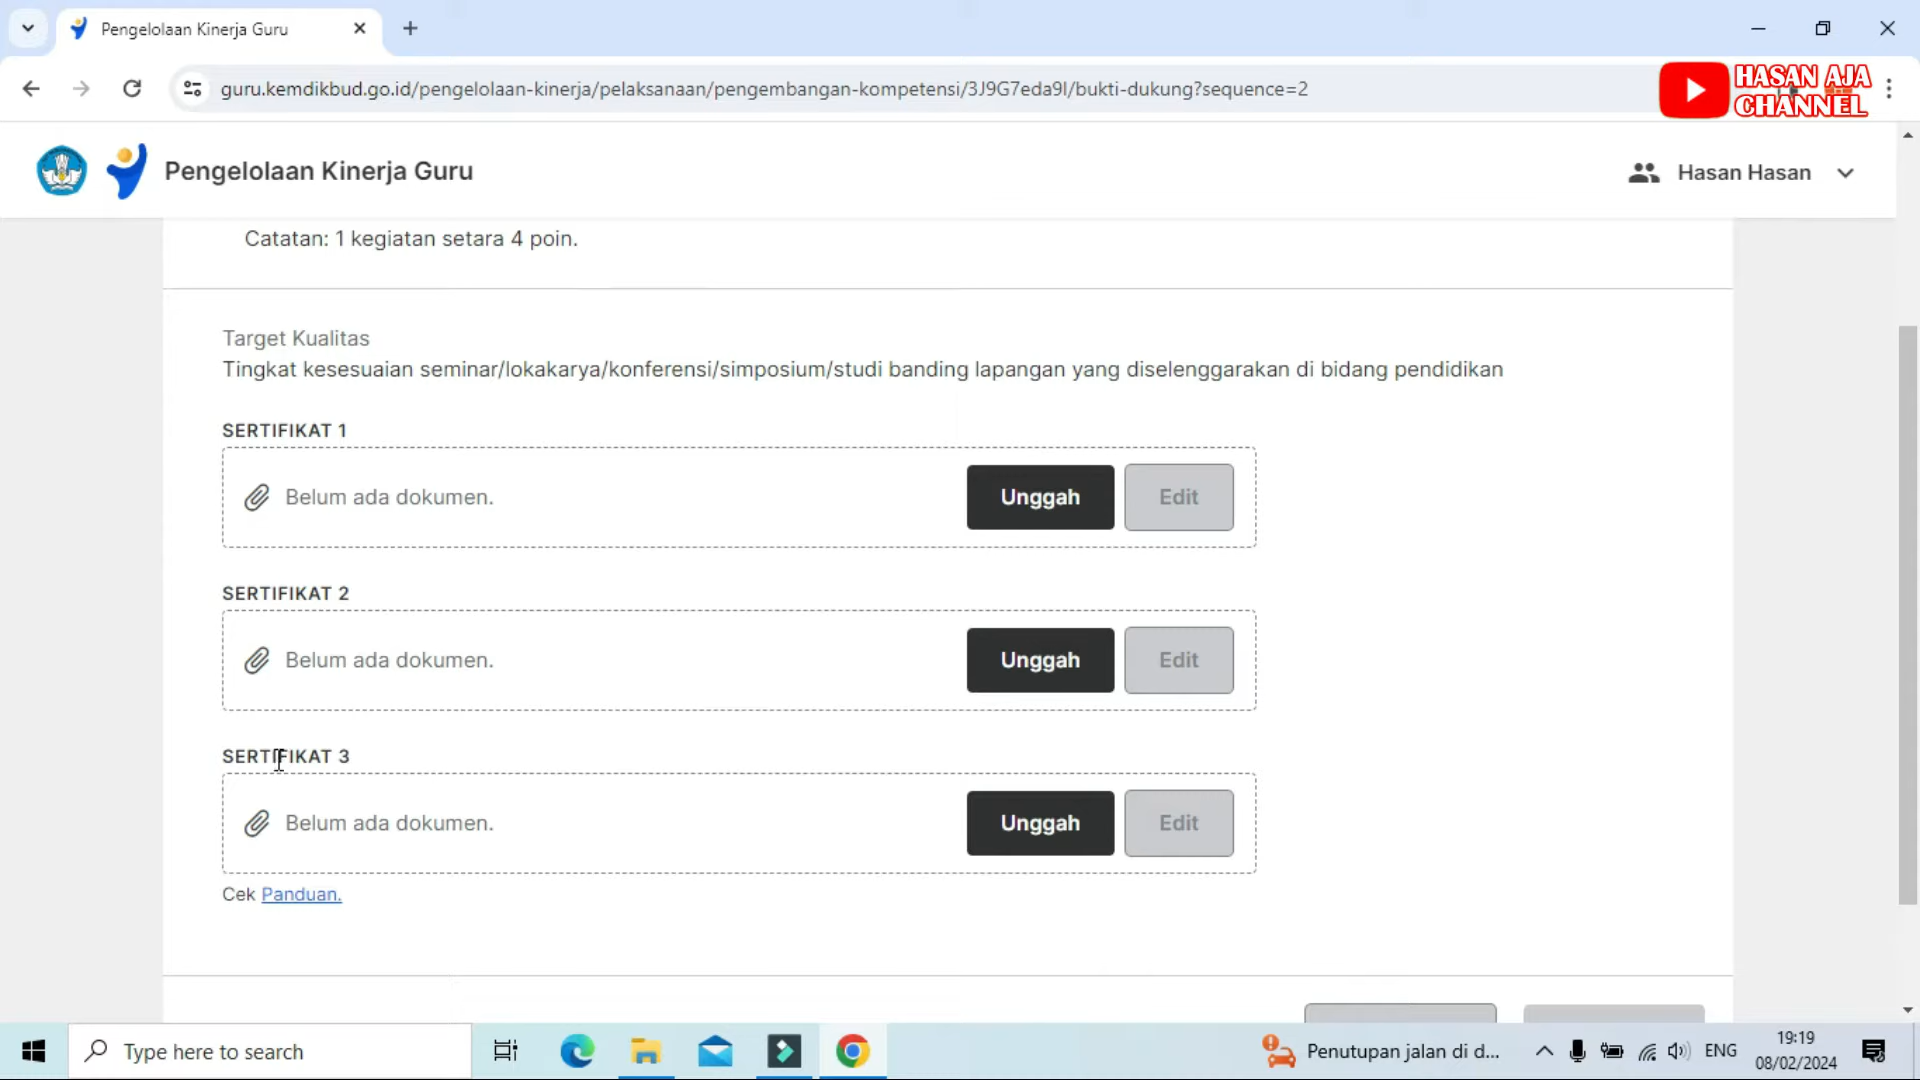 Pengelolaan Kinerja Guru
guru.kemdikbud.go.id/pengelolaan-kinerja/pelaksanaan/pengembangan-kompetensi/3J9G7eda9l/bukti-dukung?sequence=2
HASAN AJA
CHANNEL
Pengelolaan Kinerja Guru
Hasan Hasan
Catatan: 1 kegiatan setara 4 poin.
Target Kualitas
Tingkat kesesuaian seminar/lokakarya/konferensi/simposium/studi banding lapangan yang diselenggarakan di bidang pendidikan
SERTIFIKAT 1
Belum ada dokumen. Unggah Edit
SERTIFIKAT 2
Belum ada dokumen. Unggah Edit
SERTIFIKAT 3
Belum ada dokumen. Unggah Edit
Cek Panduan.
Type here to search
Penutupan jalan di d...
ENG
19:19
08/02/2024